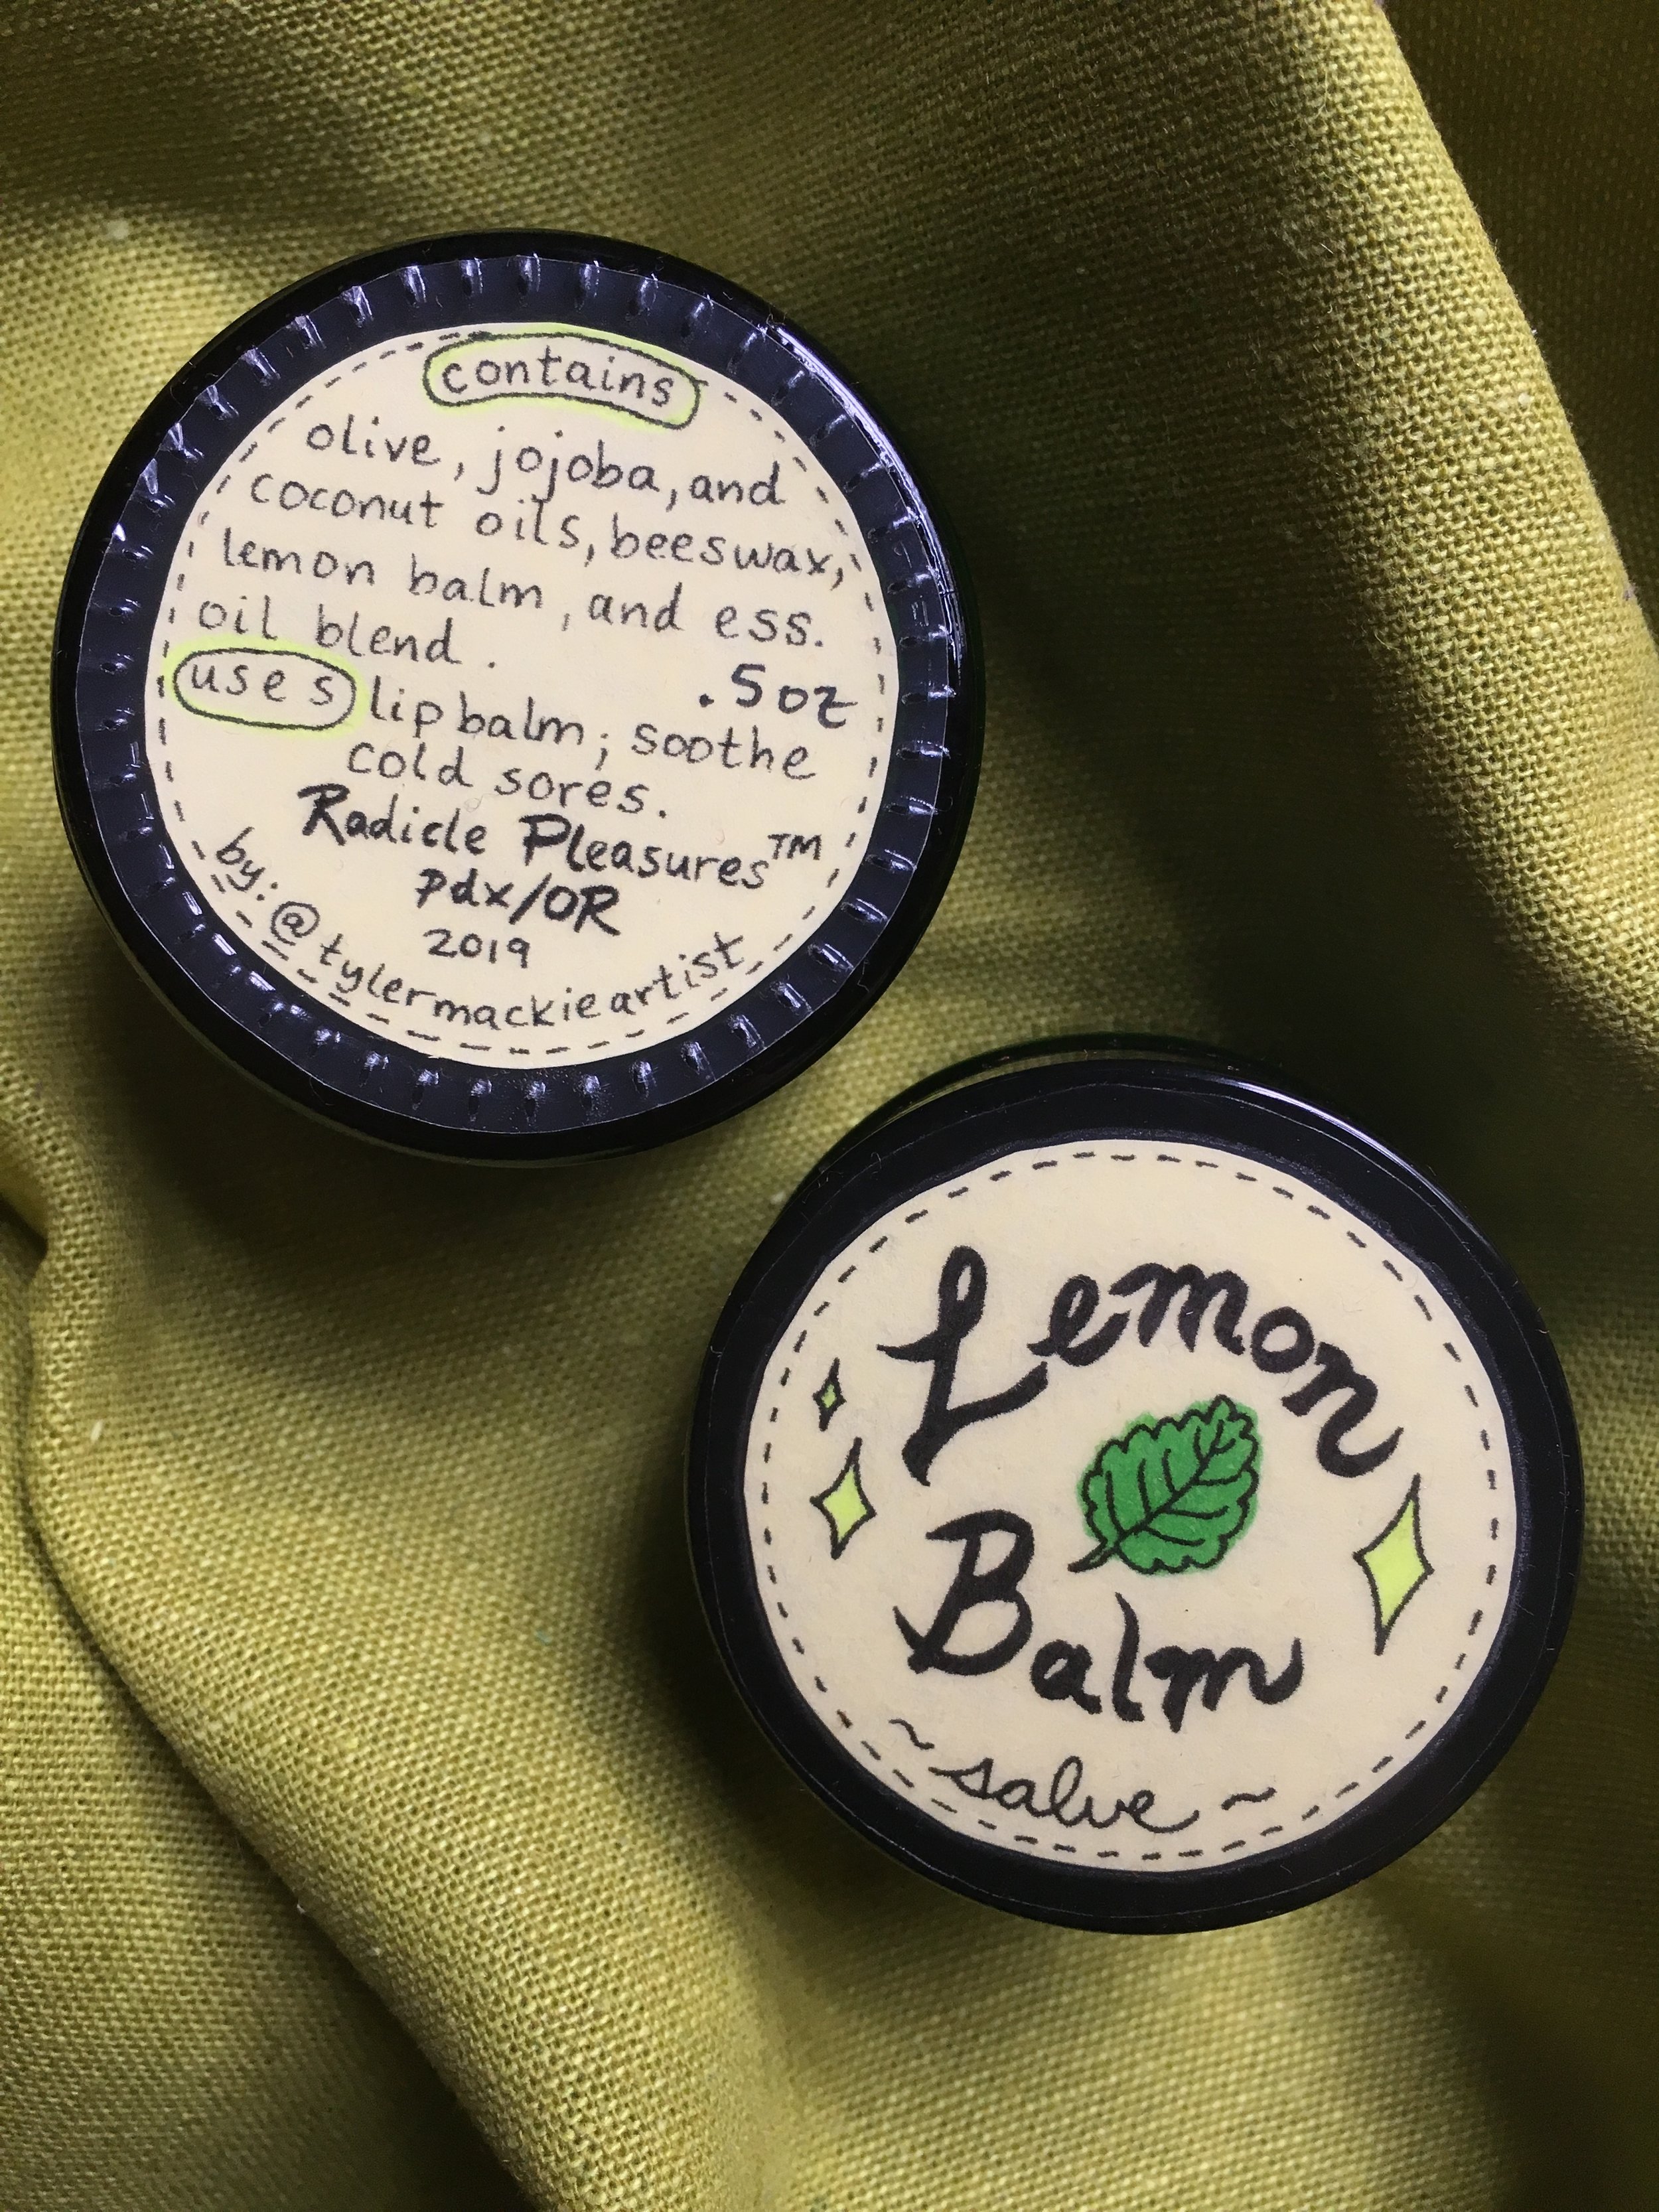 contains
olive, jojoba, and
coconut oils, beeswax,
lemon balm, and ess.
oil blend.
.5oz
uses lip balm; soothe
cold sores.
Radicle Pleasures™
pdx/OR
2019
by: @tylermackieartist
Lemon
Balm
~salve~